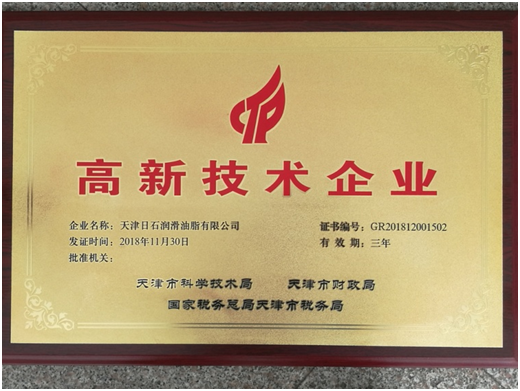 CTP
高新技术企业
企业名称：天津日石润滑油脂有限公司
证书编号：GR201812001502
发证时间：2018年11月30日
有效期：三年
批准机关：
天津市科学技术局 天津市财政局
国家税务总局天津市税务局